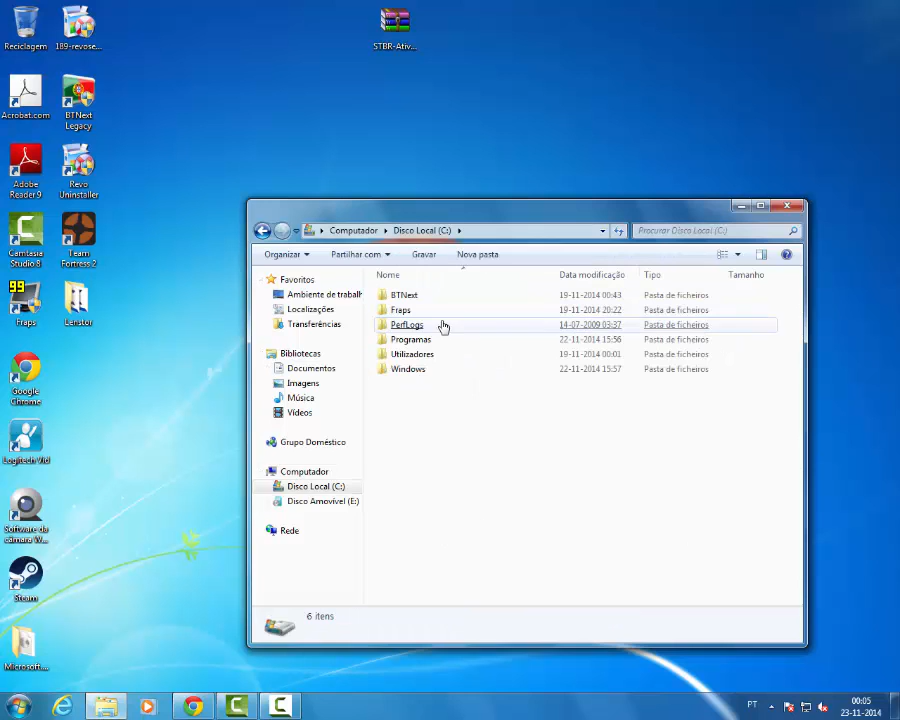 Reciclagem
189-revose...
STBR-Ativ...
Acrobat.com
BTNext
Legacy
Adobe
Reader 9
Revo
Uninstaller
Camtasia
Studio 8
Team
Fortress 2
99
Fraps
Lenstor
Google
Chrome
Logitech Vid
Software da
câmara (W...
Steam
Microsoft...
Computador
Disco Local (C:)
Procurar Disco Local (C:)
Organizar
Partilhar com
Gravar
Nova pasta
Favoritos
Ambiente de trabalh
Localizações
Transferências
Bibliotecas
Documentos
Imagens
Música
Vídeos
Grupo Doméstico
Computador
Disco Local (C:)
Disco Amovível (E:)
Rede
Nome Data modificação Tipo Tamanho
BTNext 19-11-2014 00:43 Pasta de ficheiros
Fraps 19-11-2014 20:22 Pasta de ficheiros
PerfLogs 14-07-2009 03:37 Pasta de ficheiros
Programas 22-11-2014 15:56 Pasta de ficheiros
Utilizadores 19-11-2014 00:01 Pasta de ficheiros
Windows 22-11-2014 15:57 Pasta de ficheiros
6 itens
PT
00:05
23-11-2014